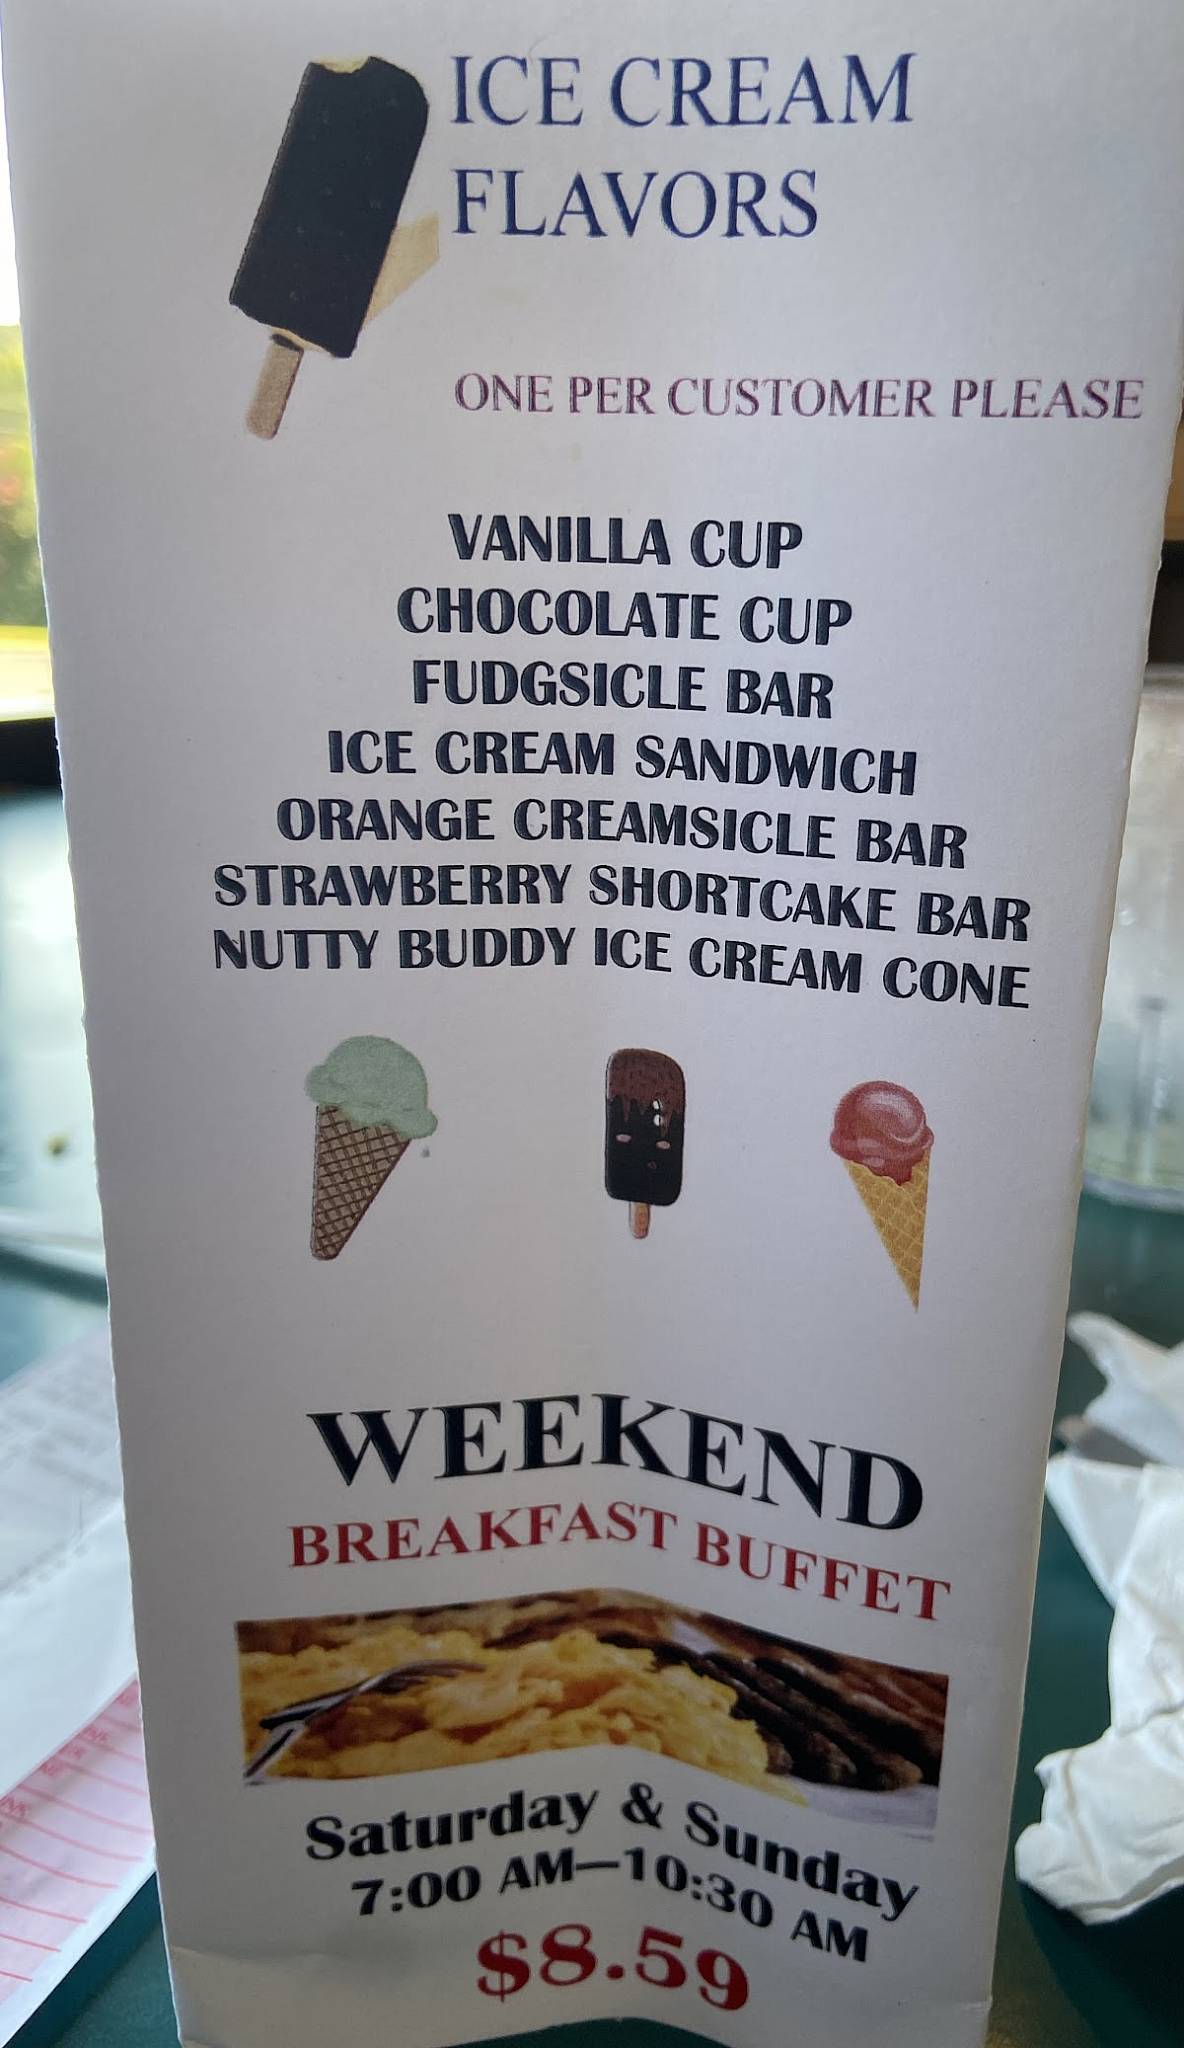 ICE CREAM
FLAVORS
ONE PER CUSTOMER PLEASE
VANILLA CUP
CHOCOLATE CUP
FUDGSICLE BAR
ICE CREAM SANDWICH
ORANGE CREAMSICLE BAR
STRAWBERRY SHORTCAKE BAR
NUTTY BUDDY ICE CREAM CONE
WEEKEND
BREAKFAST BUFFET
Saturday & Sunday
7:00 AM—10:30 AM
$8.59